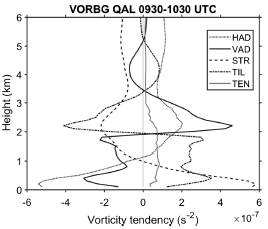 VORBG QAL 0930-1030 UTC
6
5
4
3
2
1
0
Height (km)
HAD
VAD
STR
TIL
TEN
-6 -4 -2 0 2 4 6
Vorticity tendency (s⁻²) ×10⁻⁷